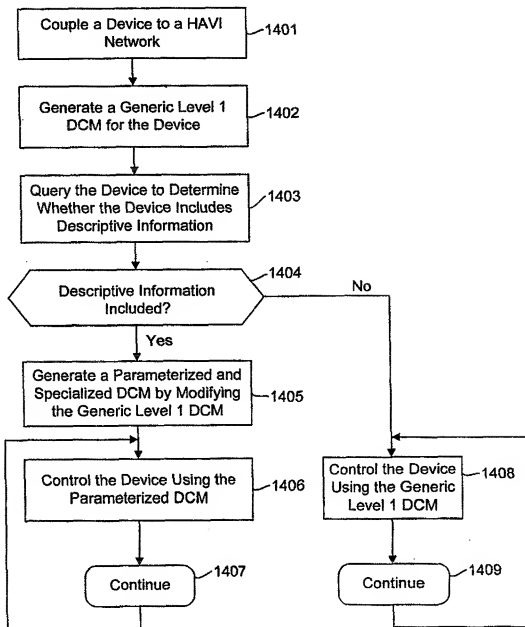 Couple a Device to a HAVI
Network
1401
Generate a Generic Level 1
DCM for the Device
1402
Query the Device to Determine
Whether the Device Includes
Descriptive Information
1403
1404
Descriptive Information
Included?
No
Yes
Generate a Parameterized and
Specialized DCM by Modifying
the Generic Level 1 DCM
1405
Control the Device Using the
Parameterized DCM
1406
Control the Device
Using the Generic
Level 1 DCM
1408
Continue
1407
Continue
1409